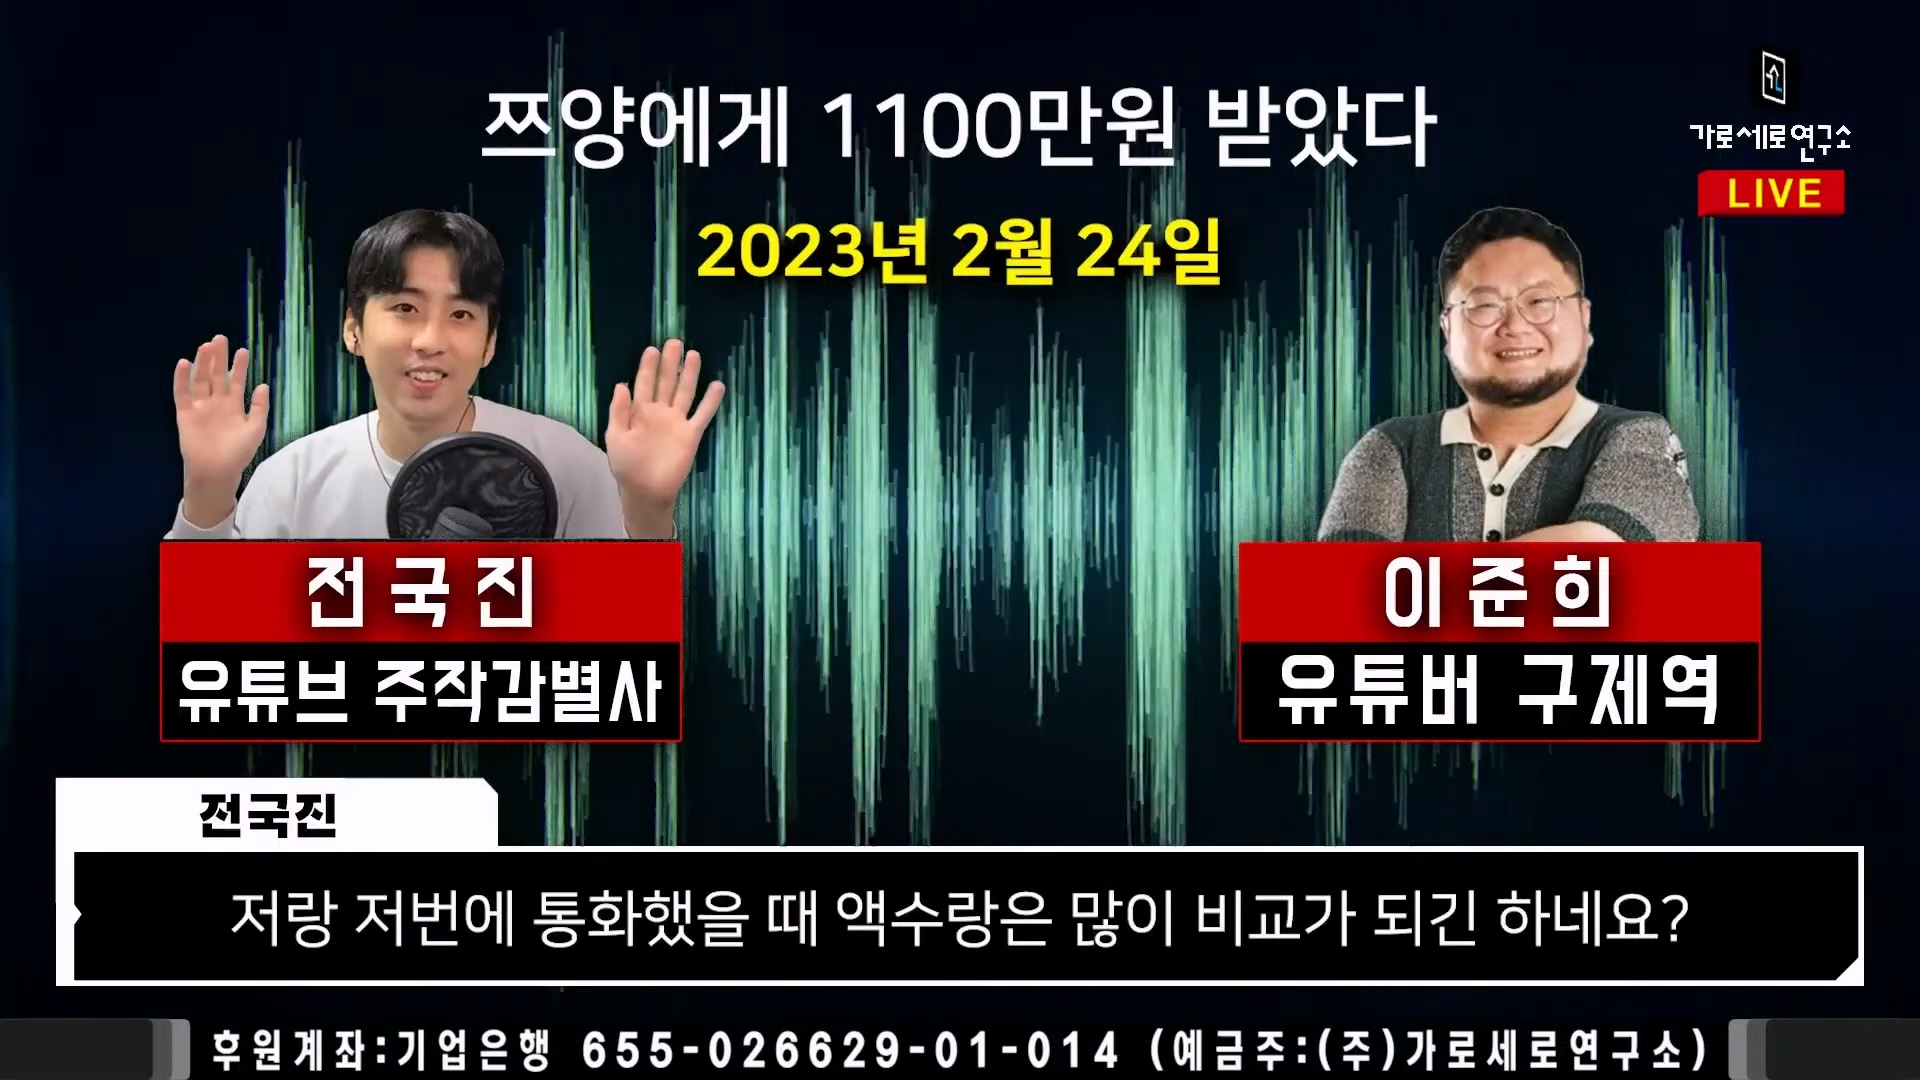 쯔양에게 1100만원 받았다
가로세로연구소
LIVE
2023년 2월 24일
전국진
유튜브 주작감별사
이준희
유튜버 구제역
전국진
저랑 저번에 통화했을 때 액수랑은 많이 비교가 되긴 하네요?
후원계좌:기업은행 655-026629-01-014 (예금주:(주)가로세로연구소)